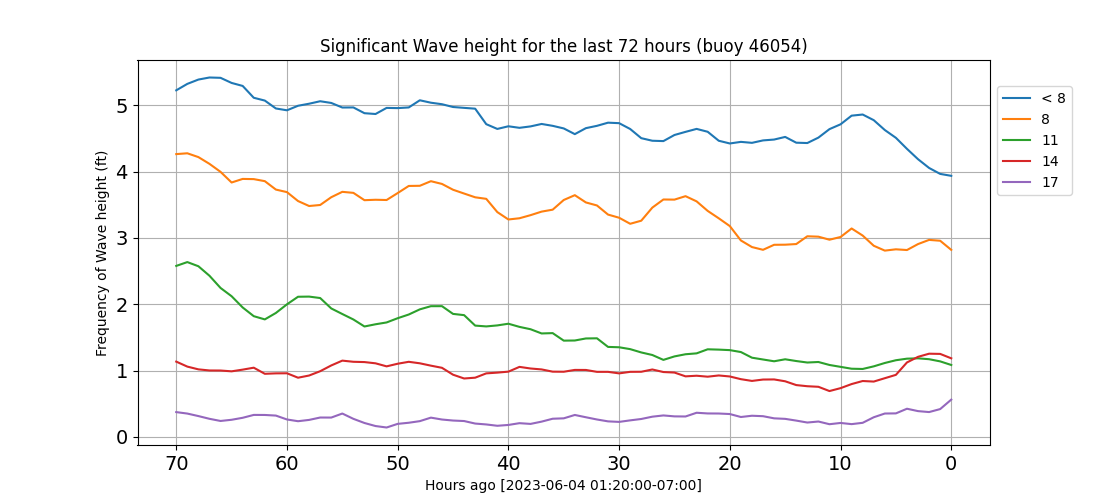 Significant Wave height for the last 72 hours (buoy 46054)
Frequency of Wave height (ft)
5
4
3
2
1
0
70 60 50 40 30 20 10 0
Hours ago [2023-06-04 01:20:00-07:00]
< 8
8
11
14
17